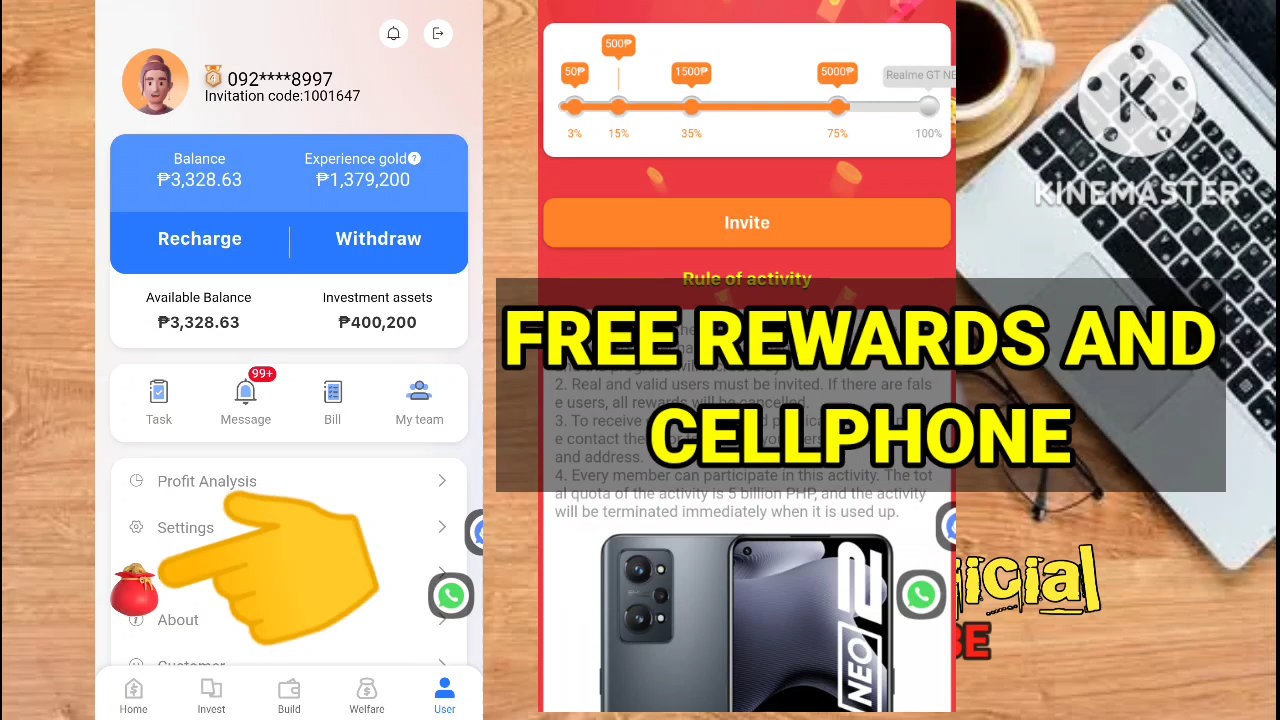 092****8997
Invitation code:1001647
Balance
₱3,328.63
Experience gold?
₱1,379,200
Recharge
Withdraw
Available Balance
₱3,328.63
Investment assets
₱400,200
99+
Task
Message
Bill
My team
Profit Analysis
Settings
About
Customer
Home
Invest
Build
Welfare
User
50₱
500₱
1500₱
5000₱
Realme GT NE
3%
15%
35%
75%
100%
Invite
Rule of activity
FREE REWARDS AND
CELLPHONE
2. Real and valid users must be invited. If there are fals
e users, all rewards will be cancelled.
3. To receive
e contact the
and address.
4. Every member can participate in this activity. The tot
al quota of the activity is 5 billion PHP, and the activity
will be terminated immediately when it is used up.
NEO 2
K
KINEMASTER
icial
BE